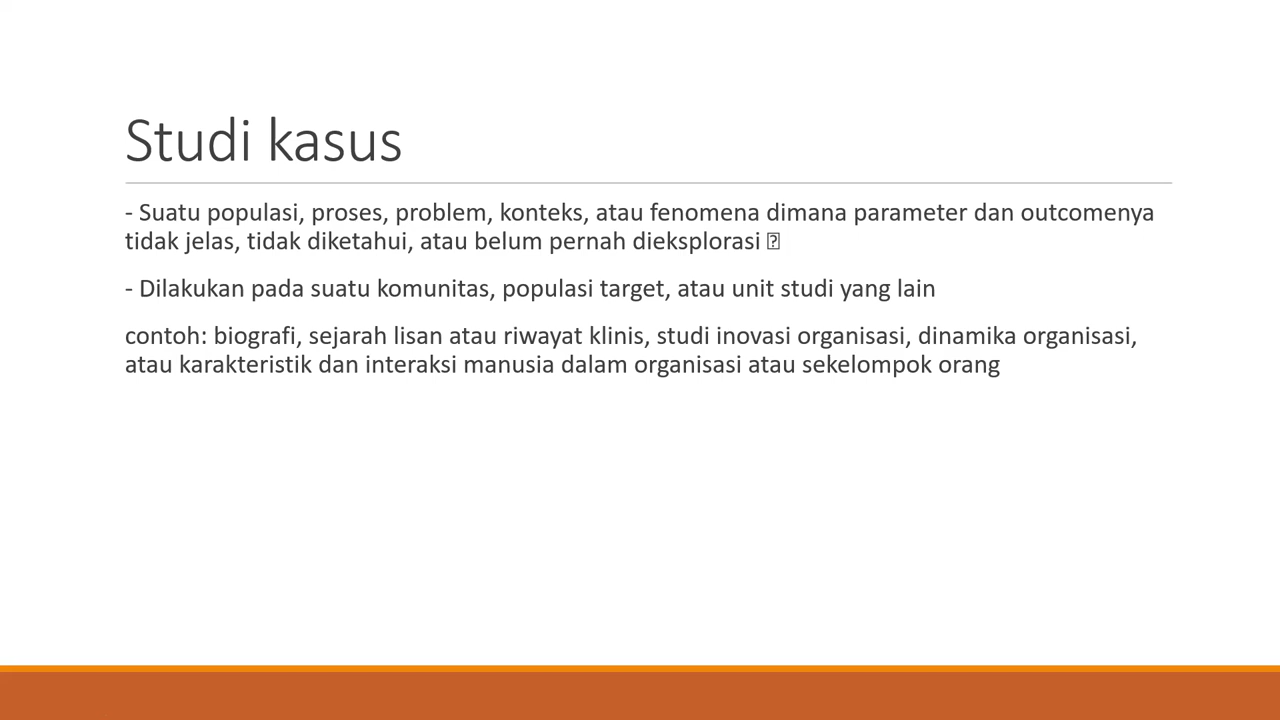 Studi kasus
- Suatu populasi, proses, problem, konteks, atau fenomena dimana parameter dan outcomenya
tidak jelas, tidak diketahui, atau belum pernah dieksplorasi
- Dilakukan pada suatu komunitas, populasi target, atau unit studi yang lain
contoh: biografi, sejarah lisan atau riwayat klinis, studi inovasi organisasi, dinamika organisasi,
atau karakteristik dan interaksi manusia dalam organisasi atau sekelompok orang